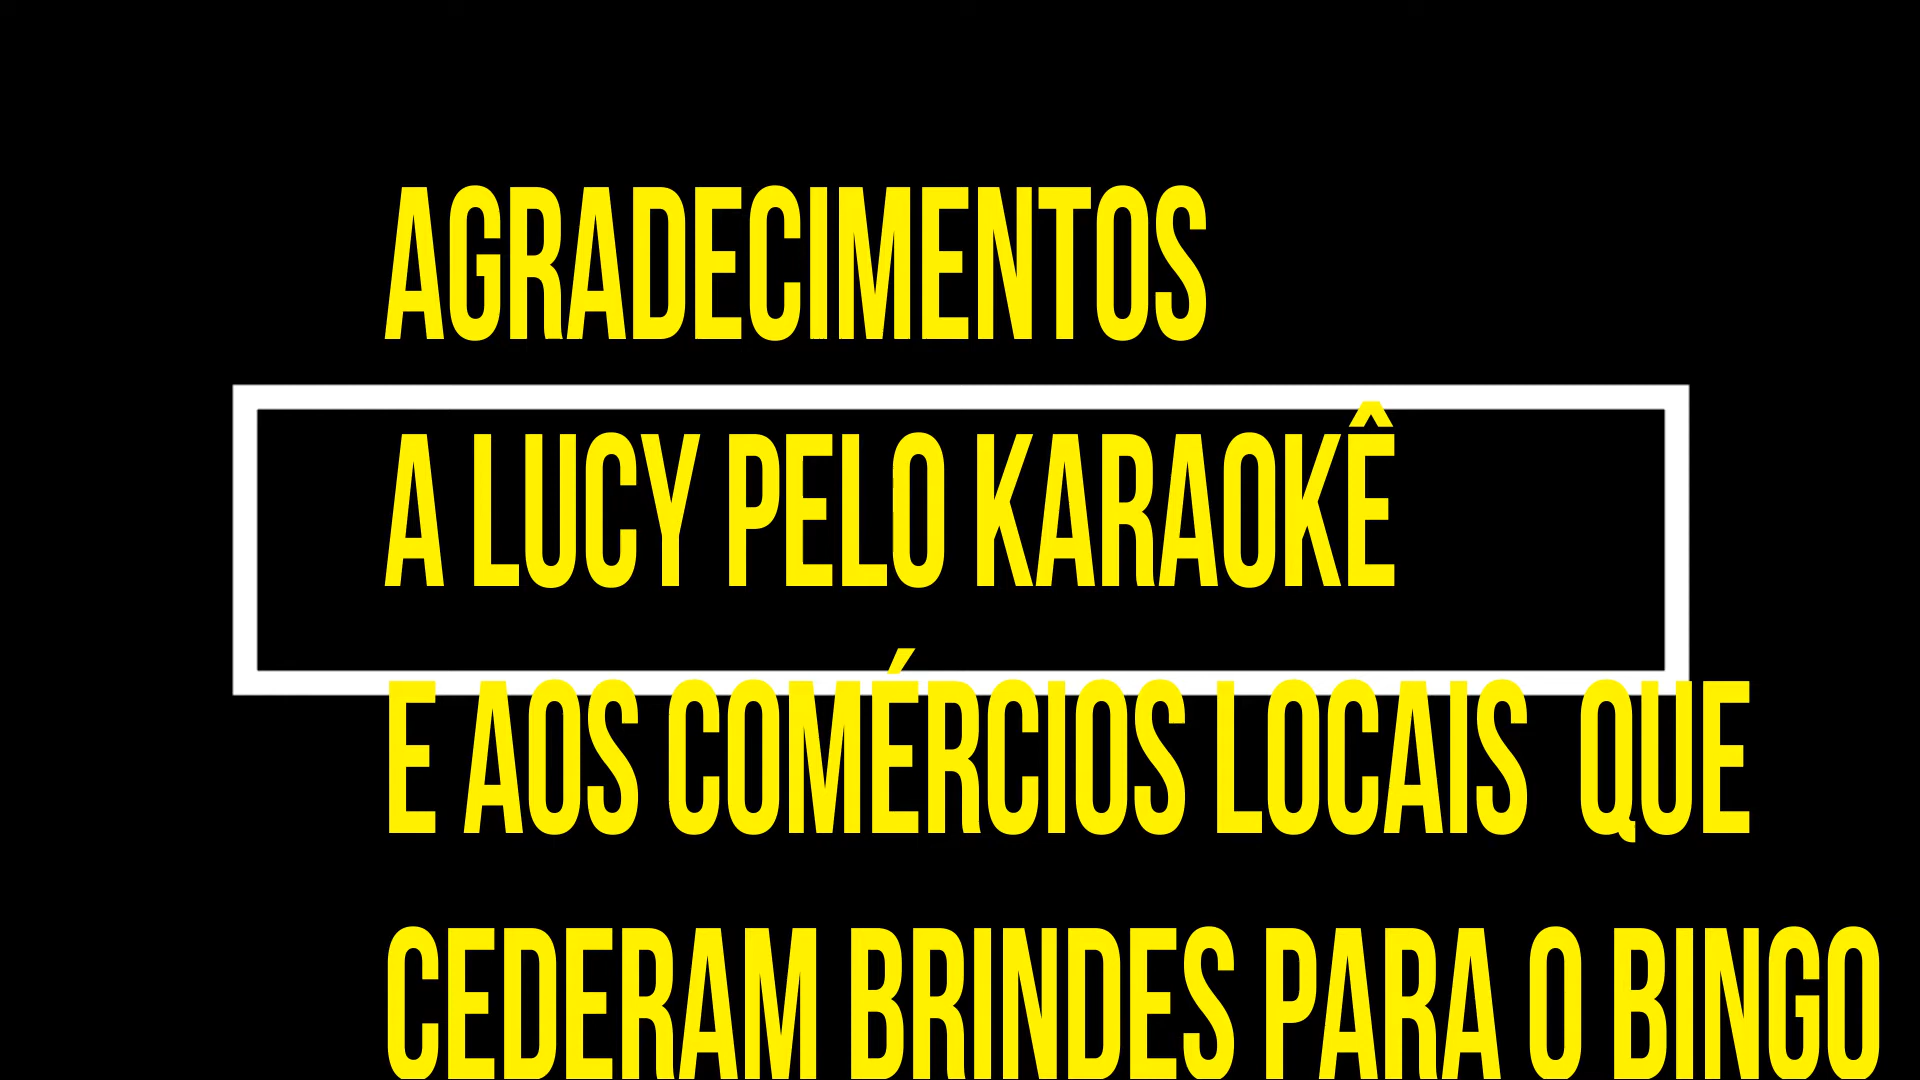 AGRADECIMENTOS
A LUCY PELO KARAOKÊ
E AOS COMÉRCIOS LOCAIS  QUE
CEDERAM BRINDES PARA O BINGO